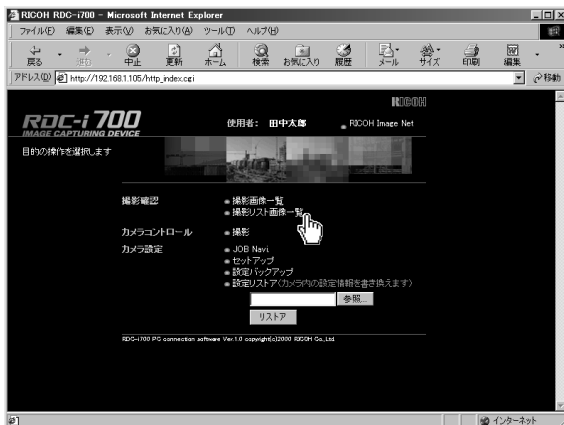 RICOH RDC-i700 - Microsoft Internet Explorer
ファイル(F) 編集(E) 表示(V) お気に入り(A) ツール(T) ヘルプ(H)
戻る 進む 中止 更新 ホーム 検索 お気に入り 履歴 メール サイズ 印刷 編集
アドレス(D) http://192.168.1.105/http_index.cgi 移動
RICOH
RDC-i 700
IMAGE CAPTURING DEVICE
使用者: 田中太郎 RICOH Image Net
目的の操作を選択します
撮影確認 撮影画像一覧
撮影リスト画像一覧
カメラコントロール 撮影
カメラ設定 JOB Navi
セットアップ
設定バックアップ
設定リストア(カメラ内の設定情報を書き換えます)
参照...
リストア
RDC-i700 PC connection software Ver.1.0 copyright(c)2000 RICOH Co.,Ltd.
インターネット